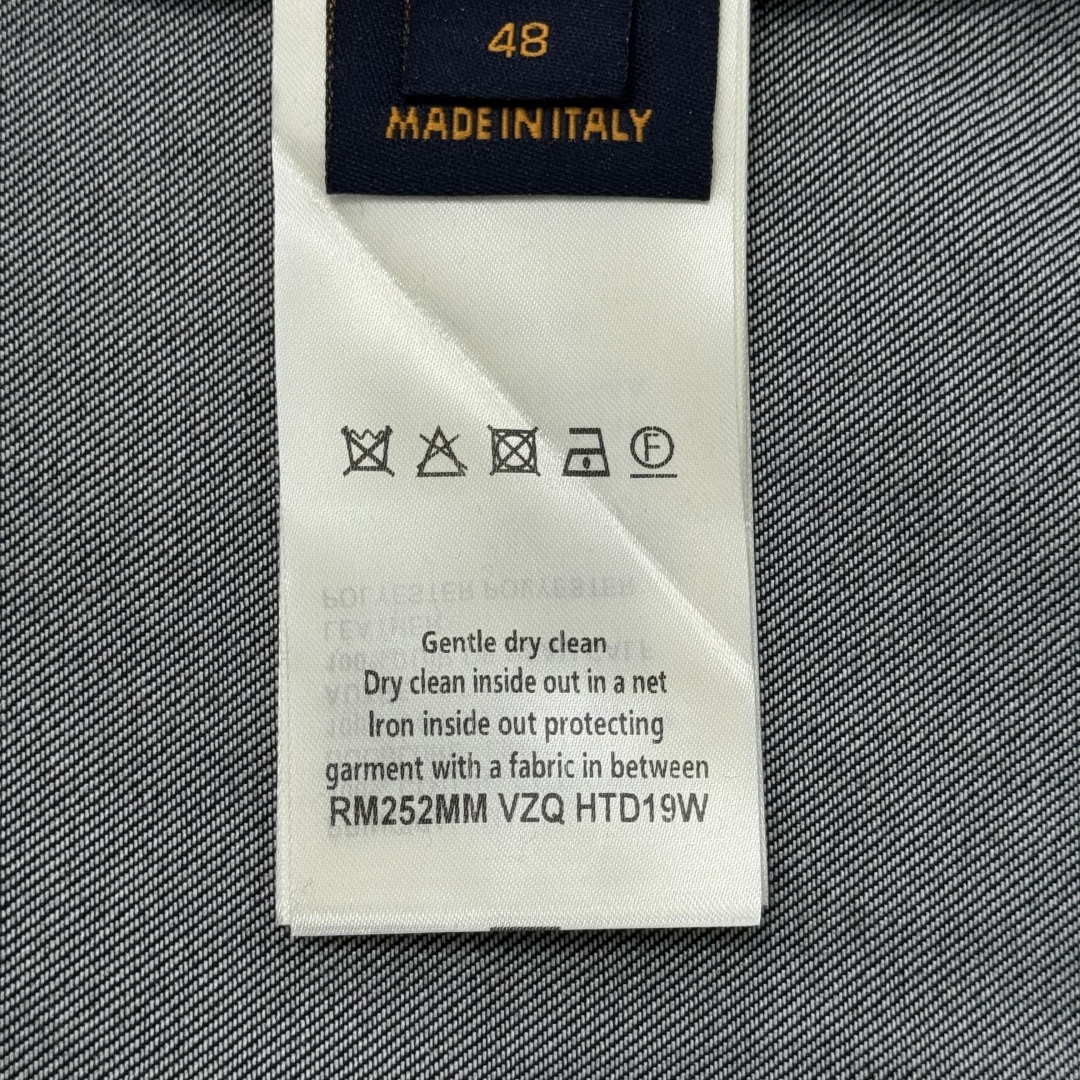 48
MADE IN ITALY
F
Gentle dry clean
Dry clean inside out in a net
Iron inside out protecting
garment with a fabric in between
RM252MM VZQ HTD19W